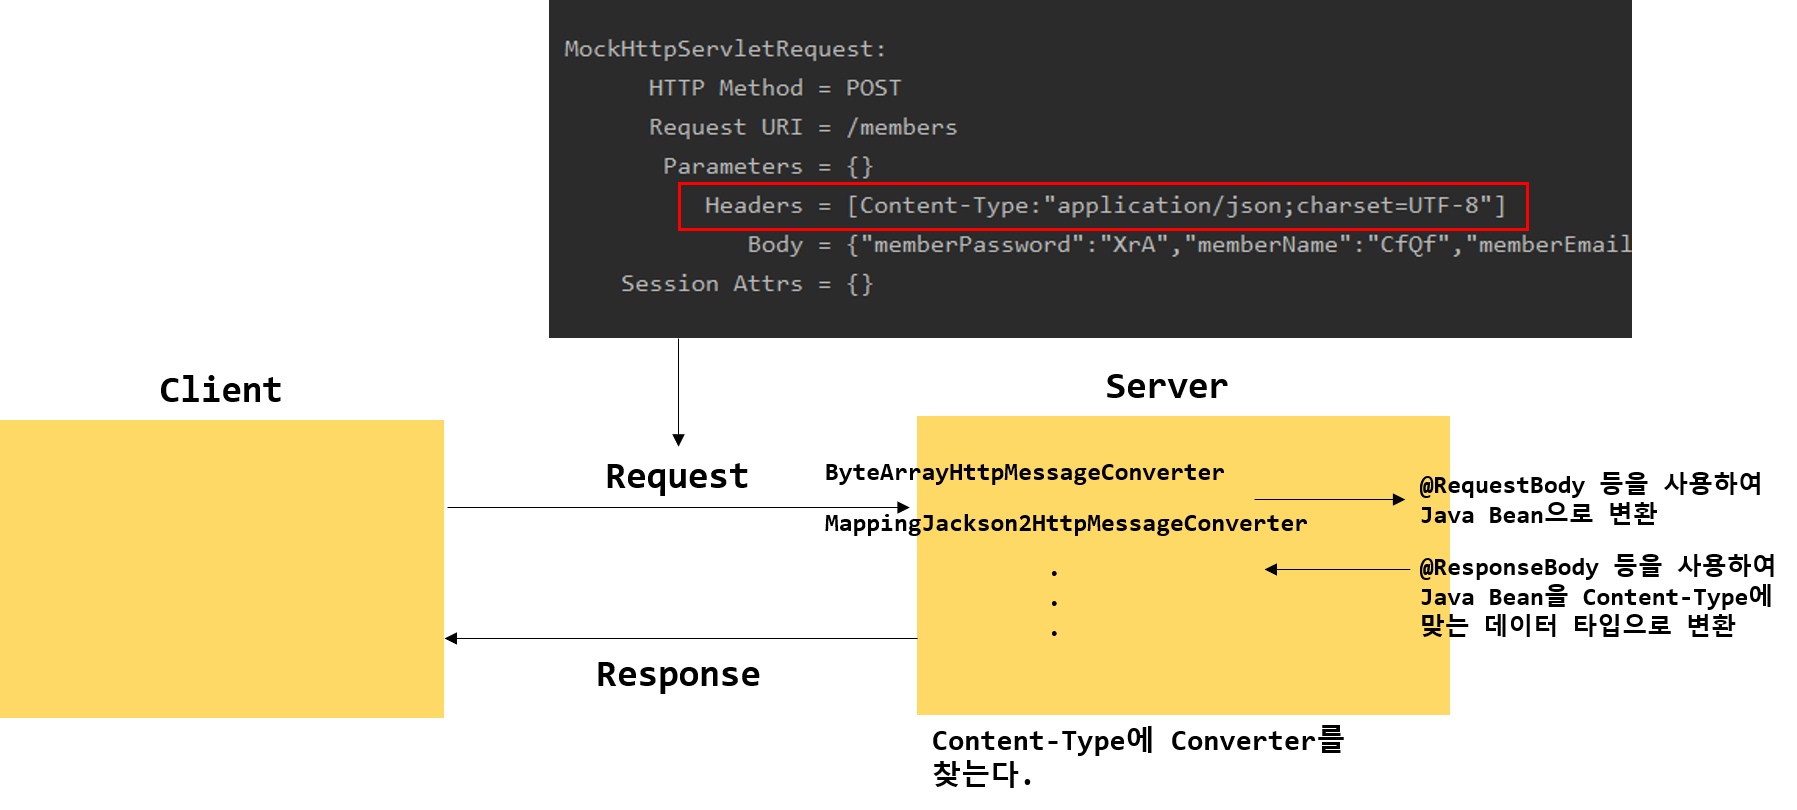 MockHttpServletRequest:
HTTP Method = POST
Request URI = /members
Parameters = {}
Headers = [Content-Type:"application/json;charset=UTF-8"]
Body = {"memberPassword":"XrA","memberName":"CfQf","memberEmail
Session Attrs = {}
Client
Server
Request
ByteArrayHttpMessageConverter
MappingJackson2HttpMessageConverter
.
.
.
@RequestBody 등을 사용하여
Java Bean으로 변환
@ResponseBody 등을 사용하여
Java Bean을 Content-Type에
맞는 데이터 타입으로 변환
Response
Content-Type에 Converter를
찾는다.